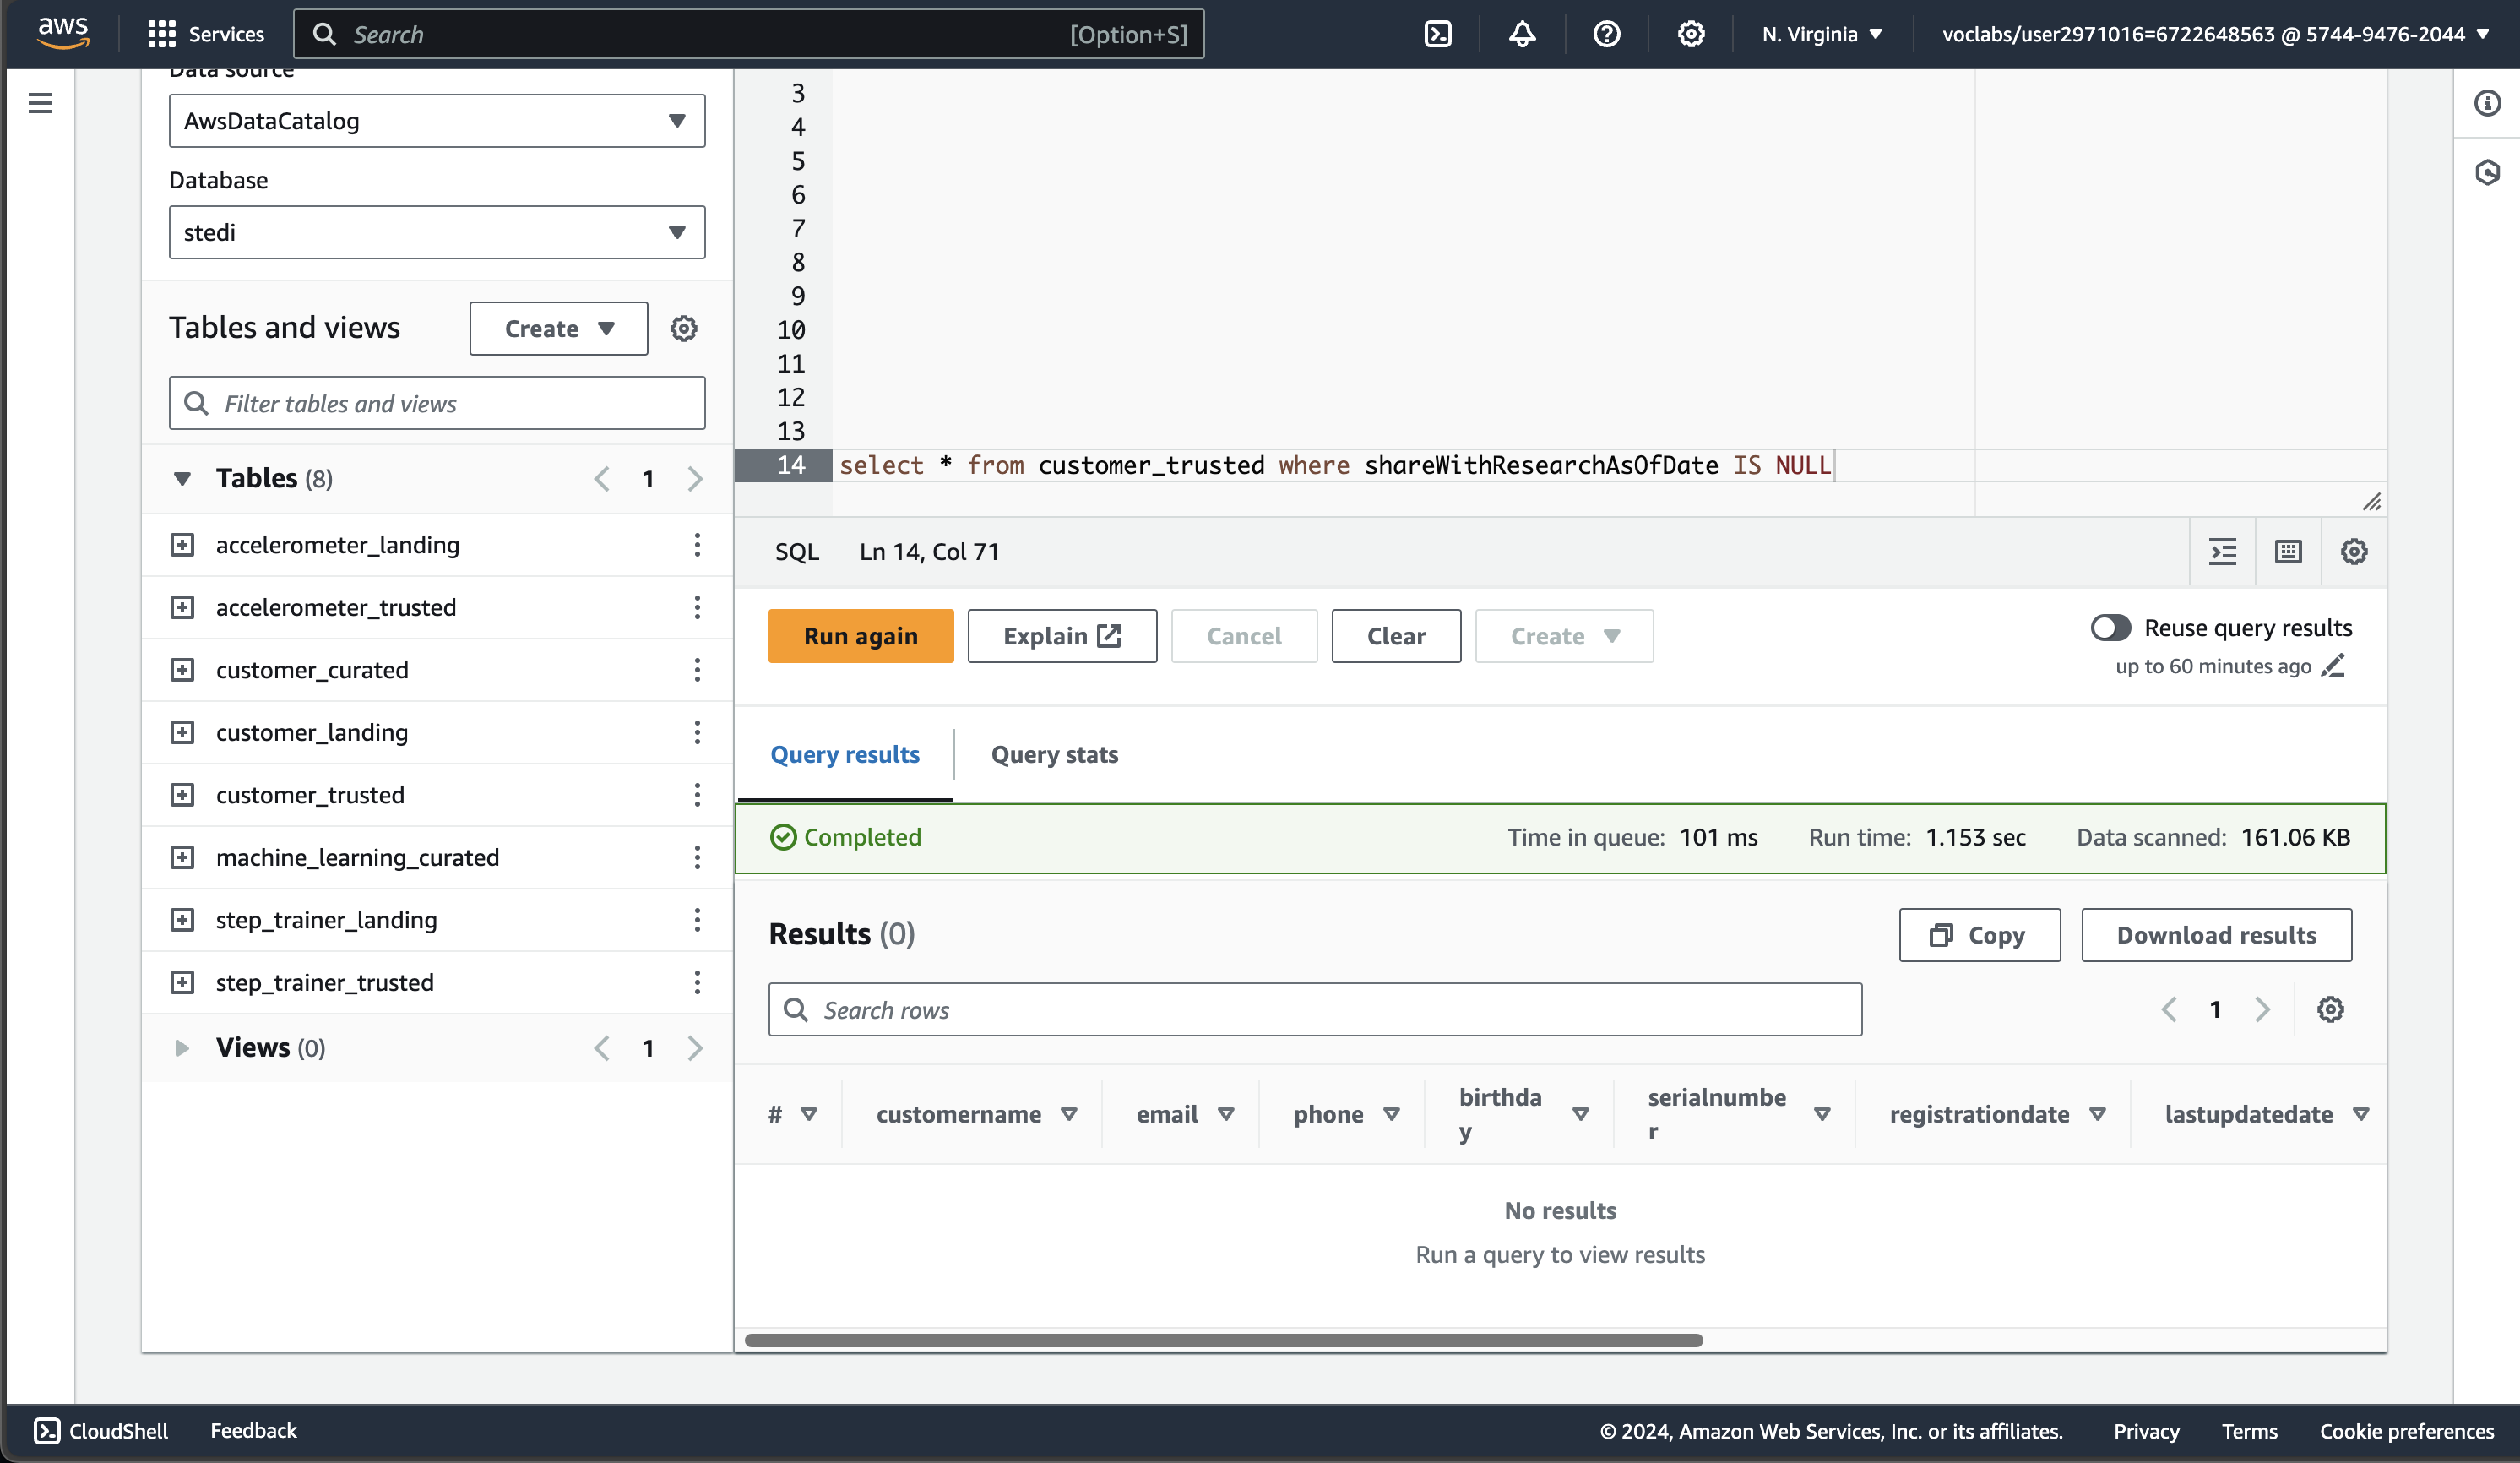 aws
Services
Search
[Option+S]
N. Virginia
voclabs/user2971016=6722648563 @ 5744-9476-2044
Data source
AwsDataCatalog
Database
stedi
Tables and views
Create
Filter tables and views
Tables (8)
1
accelerometer_landing
accelerometer_trusted
customer_curated
customer_landing
customer_trusted
machine_learning_curated
step_trainer_landing
step_trainer_trusted
Views (0)
1
3
4
5
6
7
8
9
10
11
12
13
14 select * from customer_trusted where shareWithResearchAsOfDate IS NULL
SQL Ln 14, Col 71
Run again
Explain
Cancel
Clear
Create
Reuse query results
up to 60 minutes ago
Query results
Query stats
Completed
Time in queue: 101 ms
Run time: 1.153 sec
Data scanned: 161.06 KB
Results (0)
Copy
Download results
Search rows
1
#
customername
email
phone
birthda
y
serialnumbe
r
registrationdate
lastupdatedate
No results
Run a query to view results
CloudShell
Feedback
© 2024, Amazon Web Services, Inc. or its affiliates.
Privacy
Terms
Cookie preferences